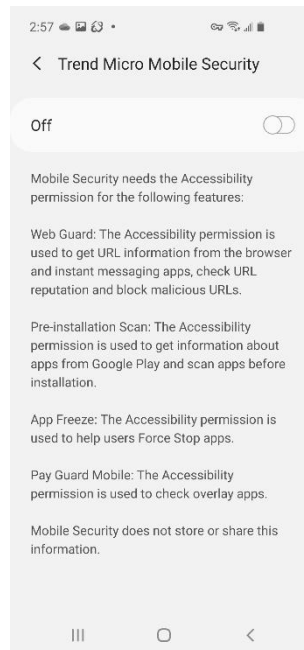 2:57
Trend Micro Mobile Security
Off
Mobile Security needs the Accessibility
permission for the following features:
Web Guard: The Accessibility permission is
used to get URL information from the browser
and instant messaging apps, check URL
reputation and block malicious URLs.
Pre-installation Scan: The Accessibility
permission is used to get information about
apps from Google Play and scan apps before
installation.
App Freeze: The Accessibility permission is
used to help users Force Stop apps.
Pay Guard Mobile: The Accessibility
permission is used to check overlay apps.
Mobile Security does not store or share this
information.